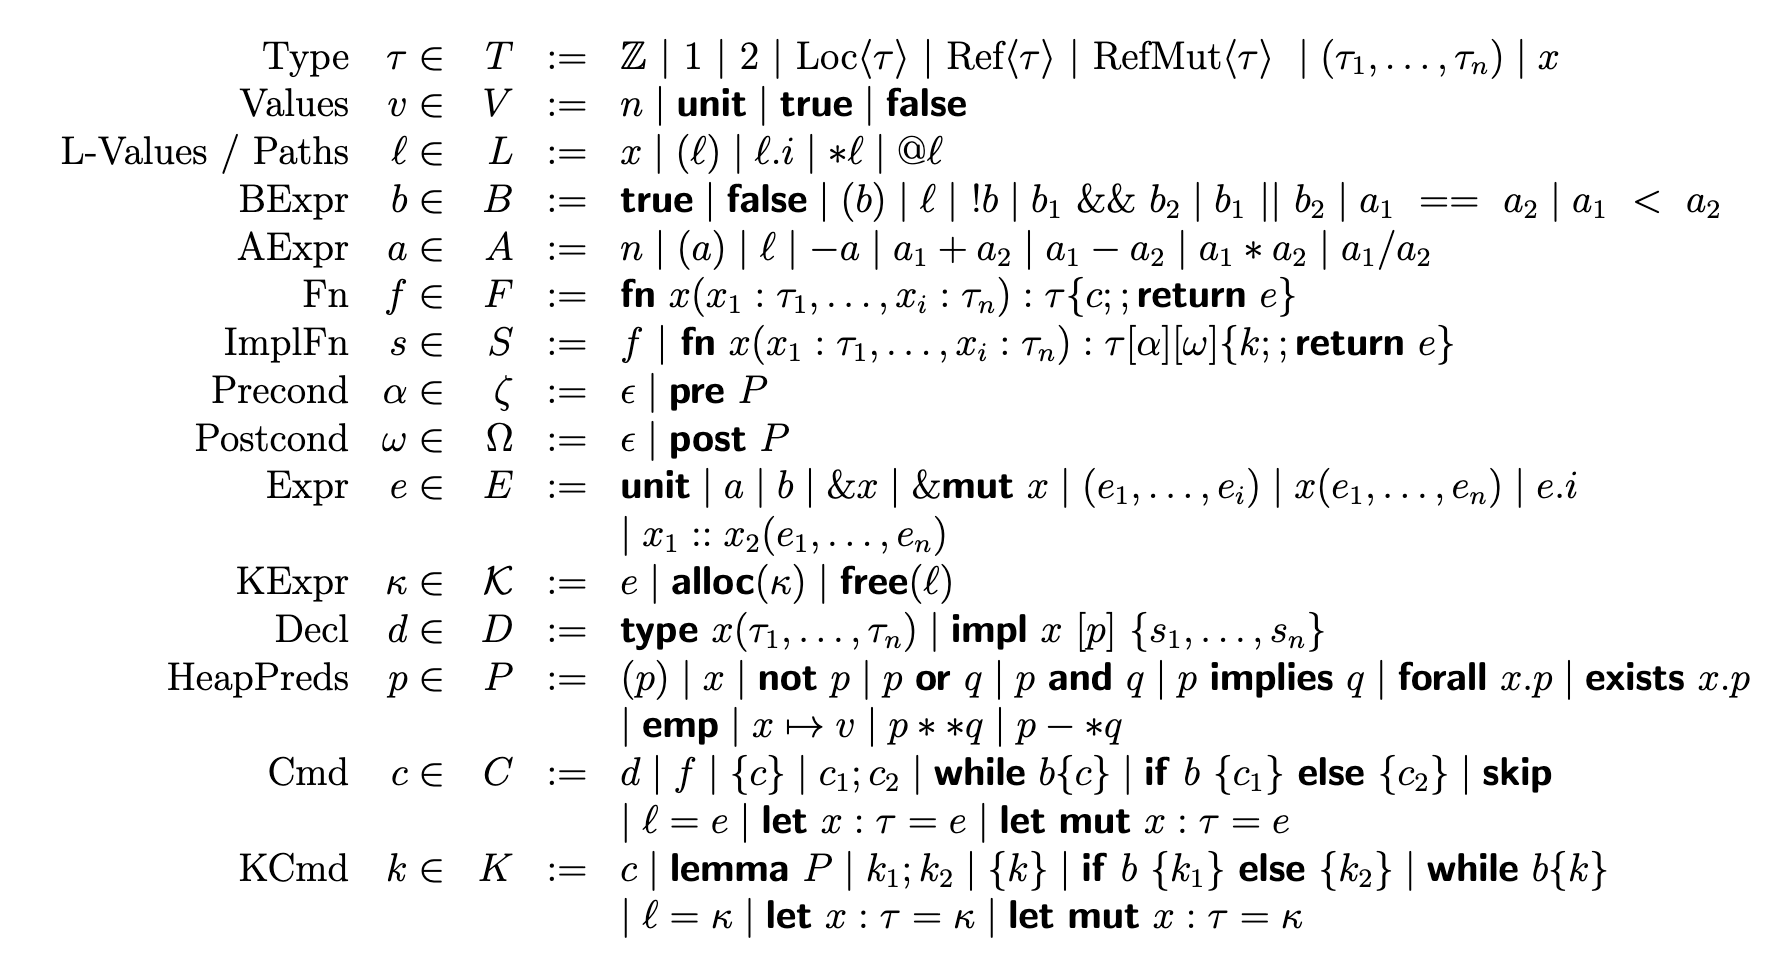 Type τ ∈ T := ℤ | 1 | 2 | Loc⟨τ⟩ | Ref⟨τ⟩ | RefMut⟨τ⟩ | (τ₁, …, τₙ) | x
Values v ∈ V := n | unit | true | false
L-Values / Paths ℓ ∈ L := x | (ℓ) | ℓ.i | ∗ℓ | @ℓ
BExpr b ∈ B := true | false | (b) | ℓ | !b | b₁ && b₂ | b₁ || b₂ | a₁ == a₂ | a₁ < a₂
AExpr a ∈ A := n | (a) | ℓ | −a | a₁ + a₂ | a₁ − a₂ | a₁ ∗ a₂ | a₁/a₂
Fn f ∈ F := fn x(x₁ : τ₁, …, xᵢ : τₙ) : τ{c; ; return e}
ImplFn s ∈ S := f | fn x(x₁ : τ₁, …, xᵢ : τₙ) : τ[α][ω]{k; ; return e}
Precond α ∈ ζ := ϵ | pre P
Postcond ω ∈ Ω := ϵ | post P
Expr e ∈ E := unit | a | b | &x | &mut x | (e₁, …, eᵢ) | x(e₁, …, eₙ) | e.i
| x₁ :: x₂(e₁, …, eₙ)
KExpr κ ∈ 𝒦 := e | alloc(κ) | free(ℓ)
Decl d ∈ D := type x(τ₁, …, τₙ) | impl x [p] {s₁, …, sₙ}
HeapPreds p ∈ P := (p) | x | not p | p or q | p and q | p implies q | forall x.p | exists x.p
| emp | x ↦ v | p ∗ ∗q | p − ∗q
Cmd c ∈ C := d | f | {c} | c₁; c₂ | while b{c} | if b {c₁} else {c₂} | skip
| ℓ = e | let x : τ = e | let mut x : τ = e
KCmd k ∈ K := c | lemma P | k₁; k₂ | {k} | if b {k₁} else {k₂} | while b{k}
| ℓ = κ | let x : τ = κ | let mut x : τ = κ